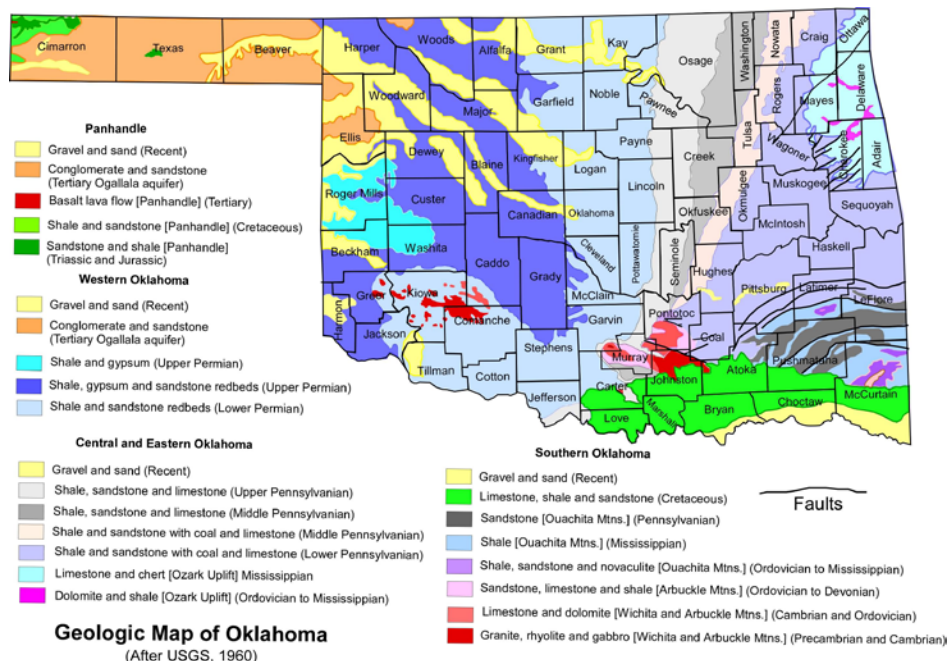 Cimarron
Texas
Beaver
Harper
Woods
Alfalfa
Grant
Kay
Osage
Washington
Nowata
Craig
Ottawa
Woodward
Major
Garfield
Noble
Pawnee
Rogers
Mayes
Delaware
Ellis
Dewey
Blaine
Kingfisher
Logan
Payne
Creek
Tulsa
Wagoner
Cherokee
Adair
Roger Mills
Custer
Canadian
Oklahoma
Lincoln
Okfuskee
Okmulgee
Muskogee
Sequoyah
Beckham
Washita
Caddo
Grady
Cleveland
Pottawatomie
Seminole
McIntosh
Haskell
Hughes
Harmon
Greer
Kiowa
Comanche
McClain
Garvin
Pontotoc
Pittsburg
Latimer
LeFlore
Jackson
Tillman
Cotton
Stephens
Murray
Coal
Pushmataha
Jefferson
Carter
Johnston
Atoka
McCurtain
Love
Marshall
Bryan
Choctaw
Panhandle
Gravel and sand (Recent)
Conglomerate and sandstone
(Tertiary Ogallala aquifer)
Basalt lava flow [Panhandle] (Tertiary)
Shale and sandstone [Panhandle] (Cretaceous)
Sandstone and shale [Panhandle]
(Triassic and Jurassic)
Western Oklahoma
Gravel and sand (Recent)
Conglomerate and sandstone
(Tertiary Ogallala aquifer)
Shale and gypsum (Upper Permian)
Shale, gypsum and sandstone redbeds (Upper Permian)
Shale and sandstone redbeds (Lower Permian)
Central and Eastern Oklahoma
Gravel and sand (Recent)
Shale, sandstone and limestone (Upper Pennsylvanian)
Shale, sandstone and limestone (Middle Pennsylvanian)
Shale and sandstone with coal and limestone (Middle Pennsylvanian)
Shale and sandstone with coal and limestone (Lower Pennsylvanian)
Limestone and chert [Ozark Uplift] Mississippian
Dolomite and shale [Ozark Uplift] (Ordovician to Mississippian)
Southern Oklahoma
Gravel and sand (Recent)
Limestone, shale and sandstone (Cretaceous)
Sandstone [Ouachita Mtns.] (Pennsylvanian)
Shale [Ouachita Mtns.] (Mississippian)
Shale, sandstone and novaculite [Ouachita Mtns.] (Ordovician to Mississippian)
Sandstone, limestone and shale [Arbuckle Mtns.] (Ordovician to Devonian)
Limestone and dolomite [Wichita and Arbuckle Mtns.] (Cambrian and Ordovician)
Granite, rhyolite and gabbro [Wichita and Arbuckle Mtns.] (Precambrian and Cambrian)
Faults
Geologic Map of Oklahoma
(After USGS, 1960)